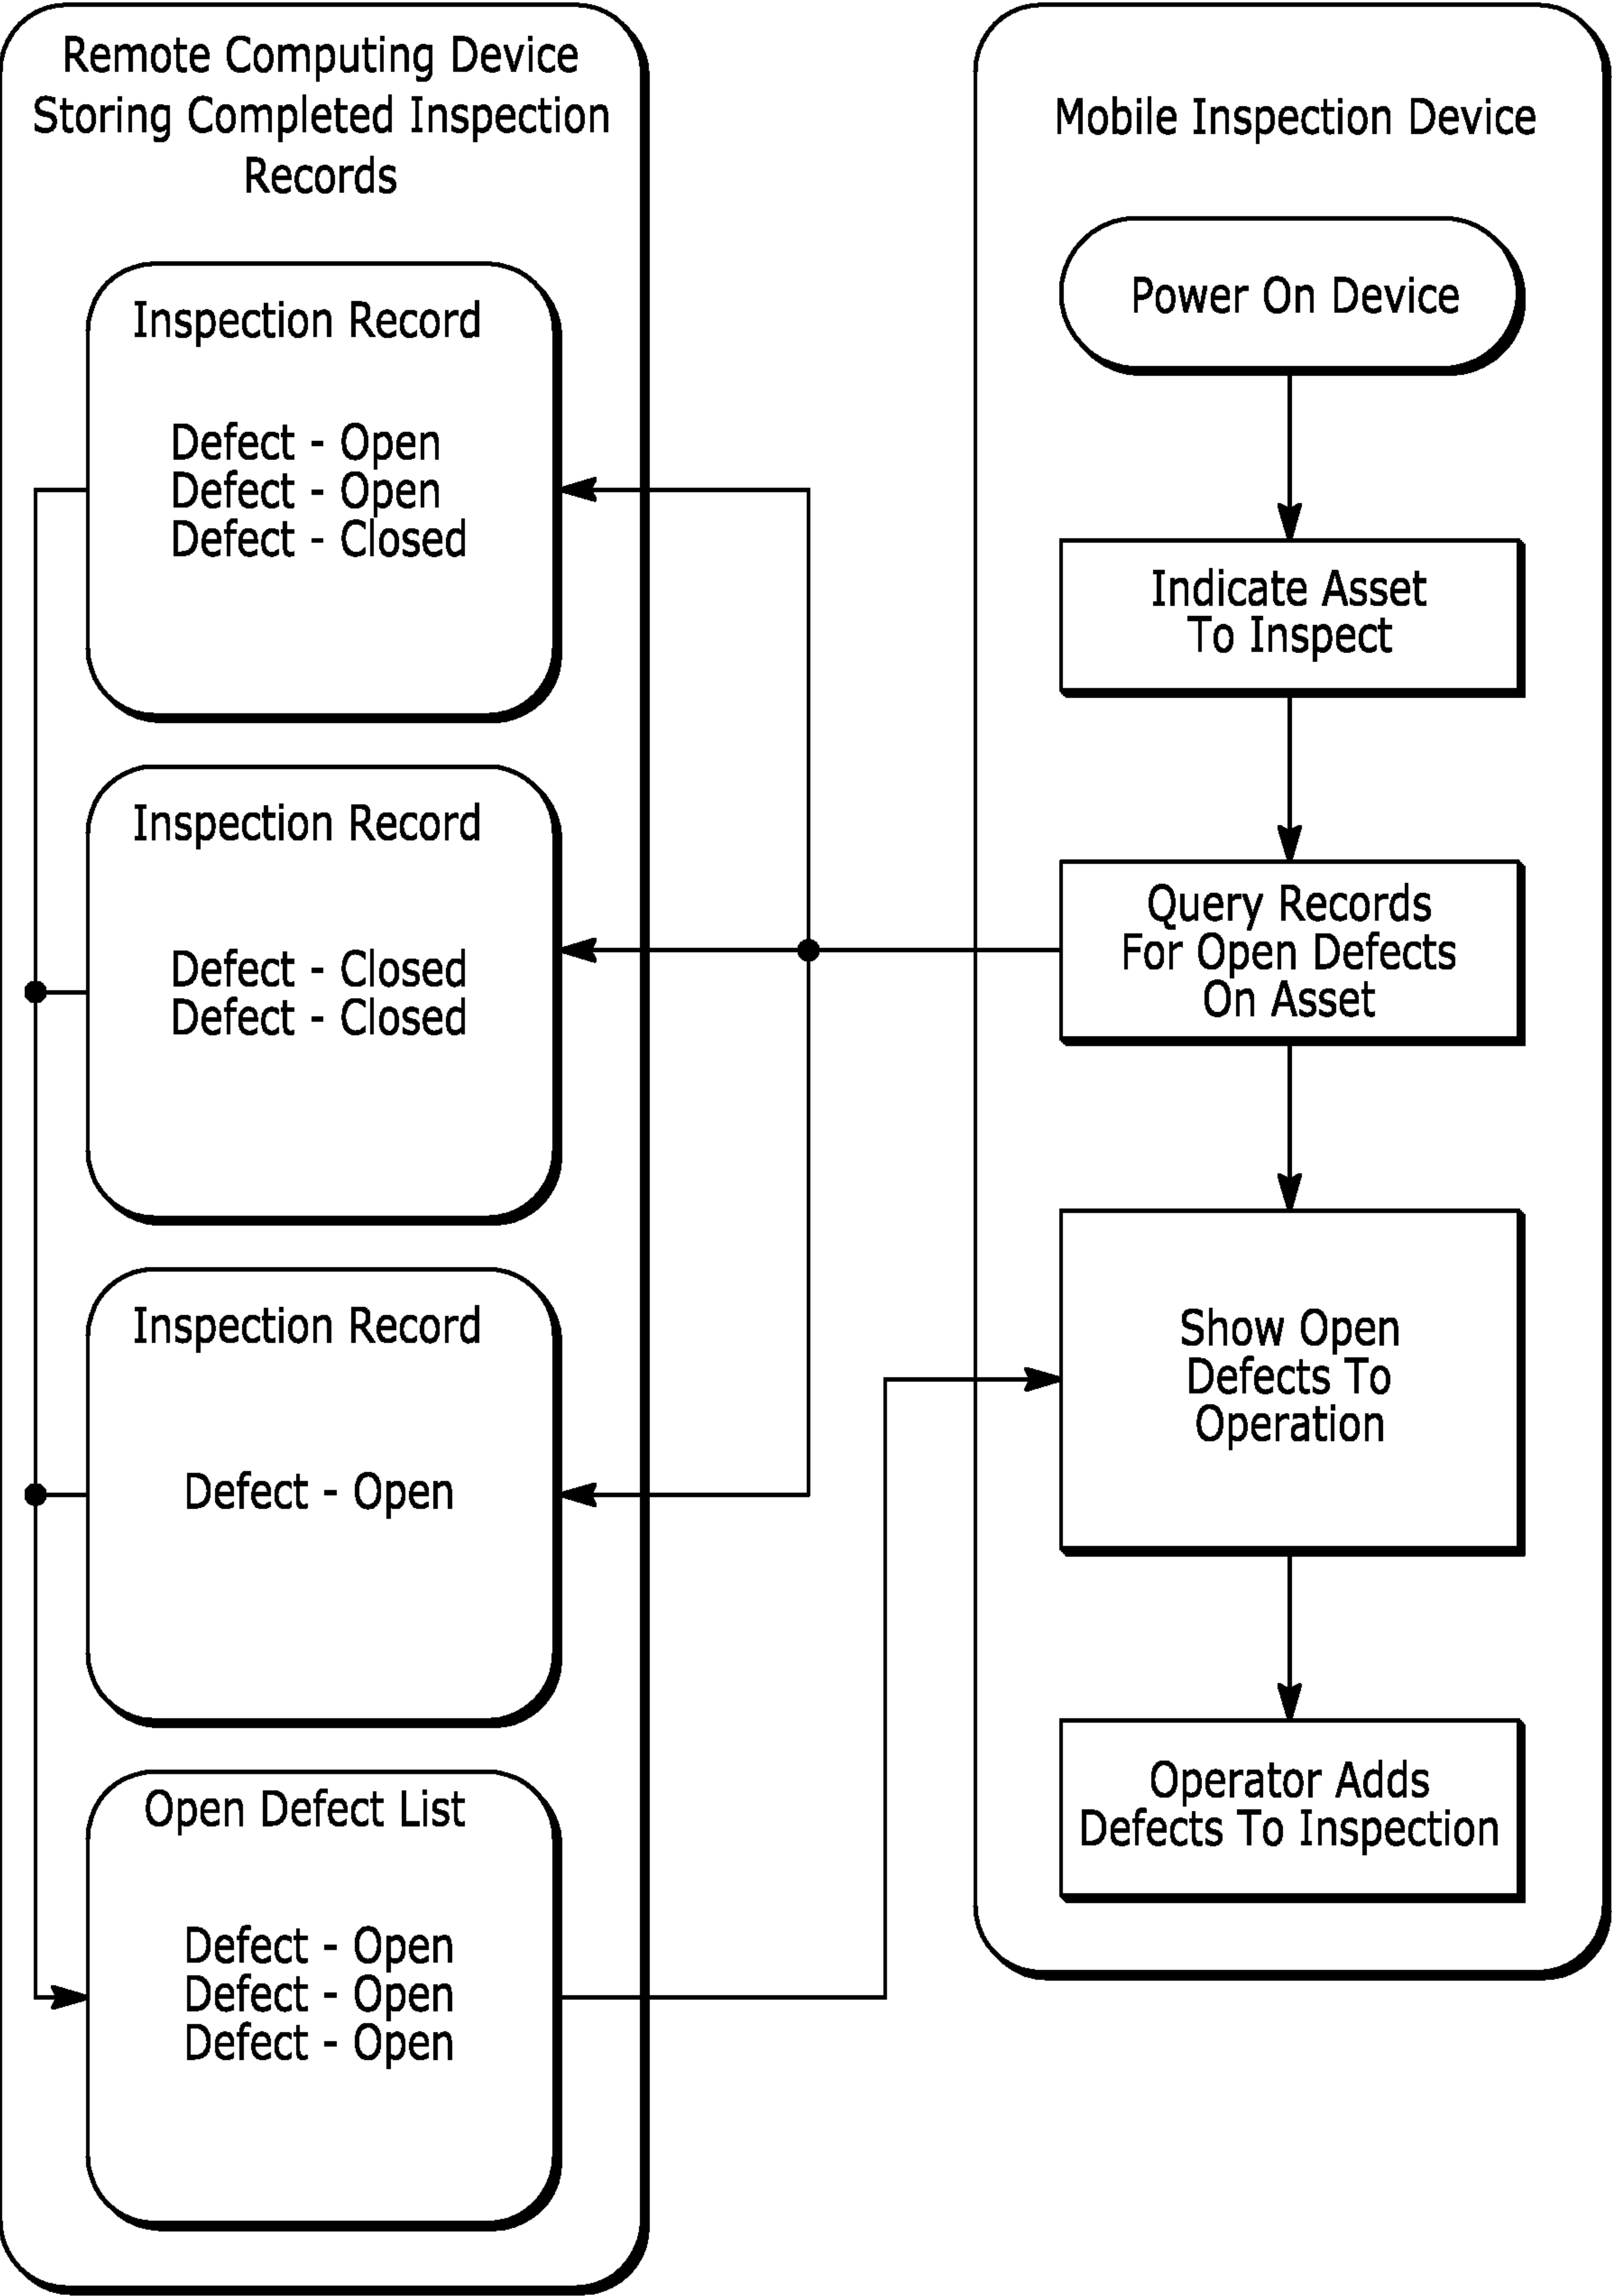 Remote Computing Device
Storing Completed Inspection
Records
Inspection Record
Defect - Open
Defect - Open
Defect - Closed
Inspection Record
Defect - Closed
Defect - Closed
Inspection Record
Defect - Open
Open Defect List
Defect - Open
Defect - Open
Defect - Open
Mobile Inspection Device
Power On Device
Indicate Asset
To Inspect
Query Records
For Open Defects
On Asset
Show Open
Defects To
Operation
Operator Adds
Defects To Inspection